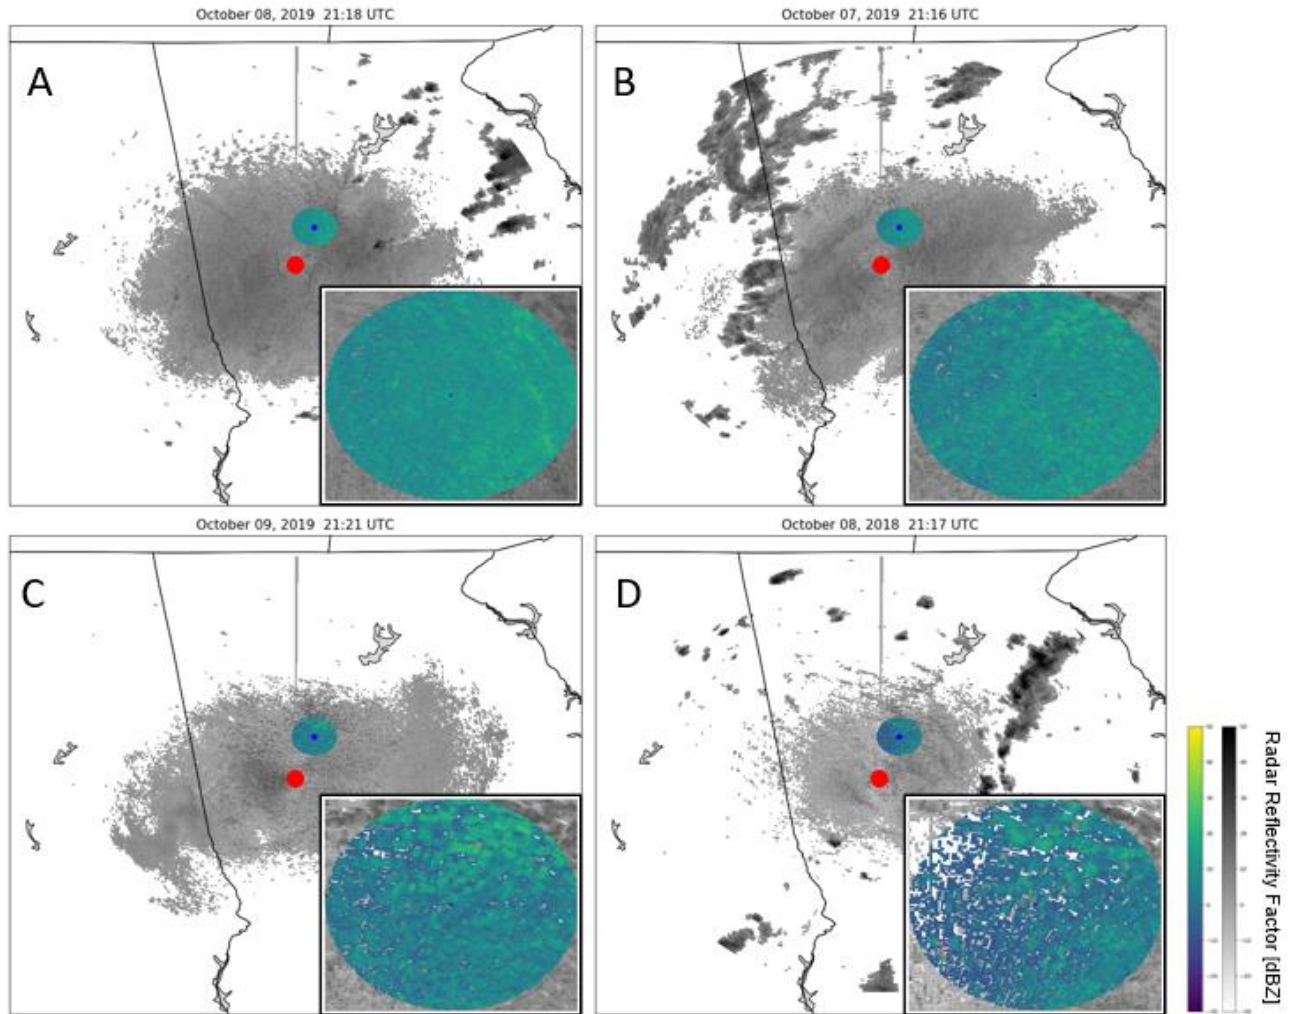 October 08, 2019 21:18 UTC
October 07, 2019 21:16 UTC
A
B
October 09, 2019 21:21 UTC
October 08, 2018 21:17 UTC
C
D
Radar Reflectivity Factor [dBZ]